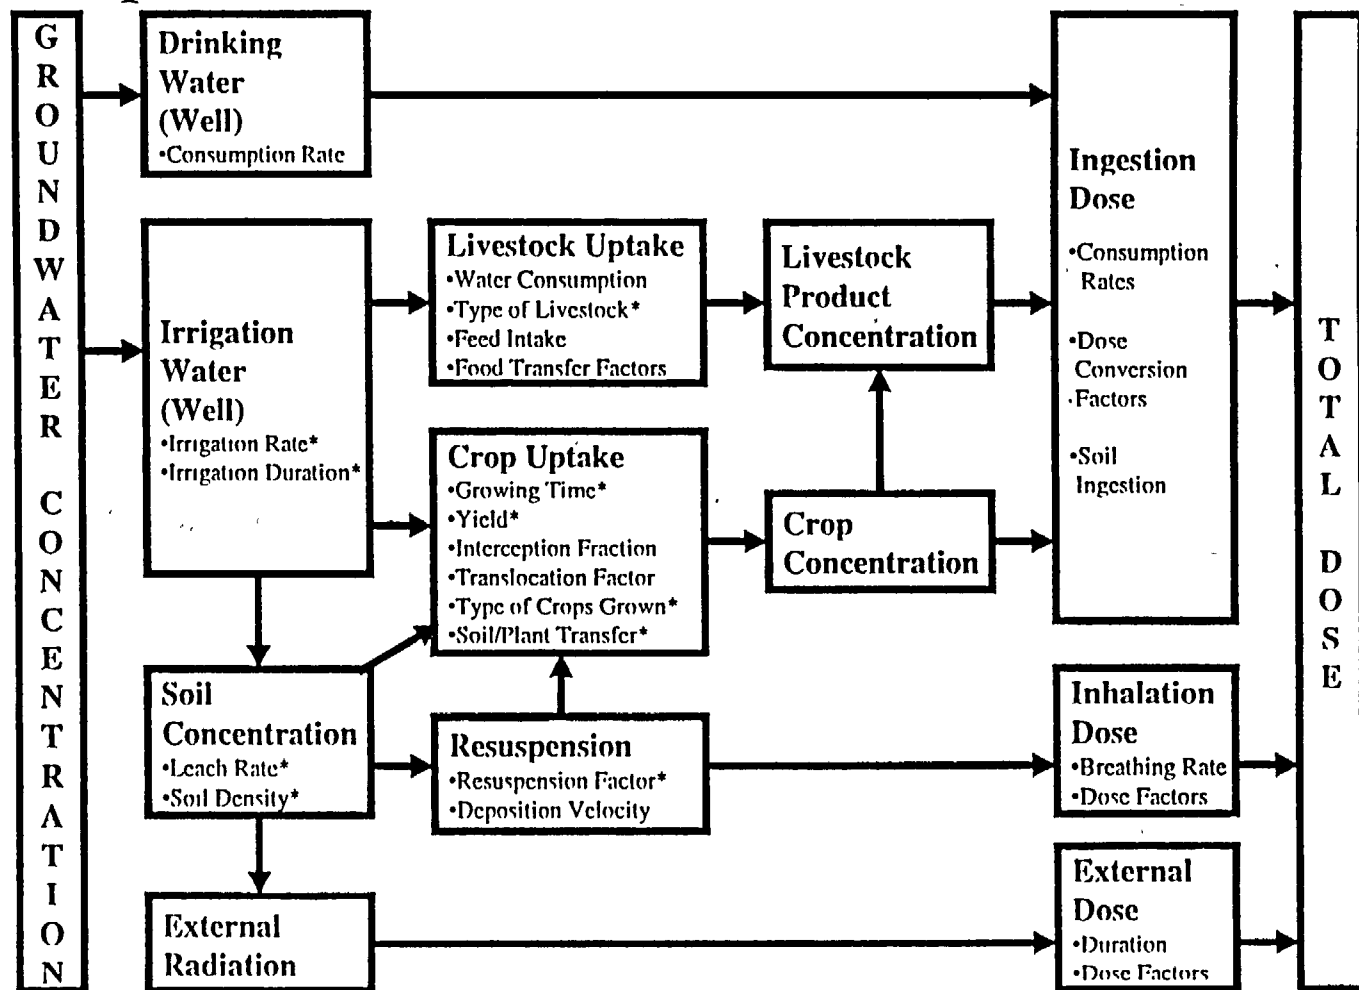 GROUNDWATER CONCENTRATION
Drinking
Water
(Well)
•Consumption Rate
Irrigation
Water
(Well)
•Irrigation Rate*
•Irrigation Duration*
Livestock Uptake
•Water Consumption
•Type of Livestock*
•Feed Intake
•Food Transfer Factors
Livestock
Product
Concentration
Crop Uptake
•Growing Time*
•Yield*
•Interception Fraction
•Translocation Factor
•Type of Crops Grown*
•Soil/Plant Transfer*
Crop
Concentration
Soil
Concentration
•Leach Rate*
•Soil Density*
Resuspension
•Resuspension Factor*
•Deposition Velocity
External
Radiation
Ingestion
Dose
•Consumption
Rates
•Dose
Conversion
Factors
•Soil
Ingestion
Inhalation
Dose
•Breathing Rate
•Dose Factors
External
Dose
•Duration
•Dose Factors
TOTAL DOSE